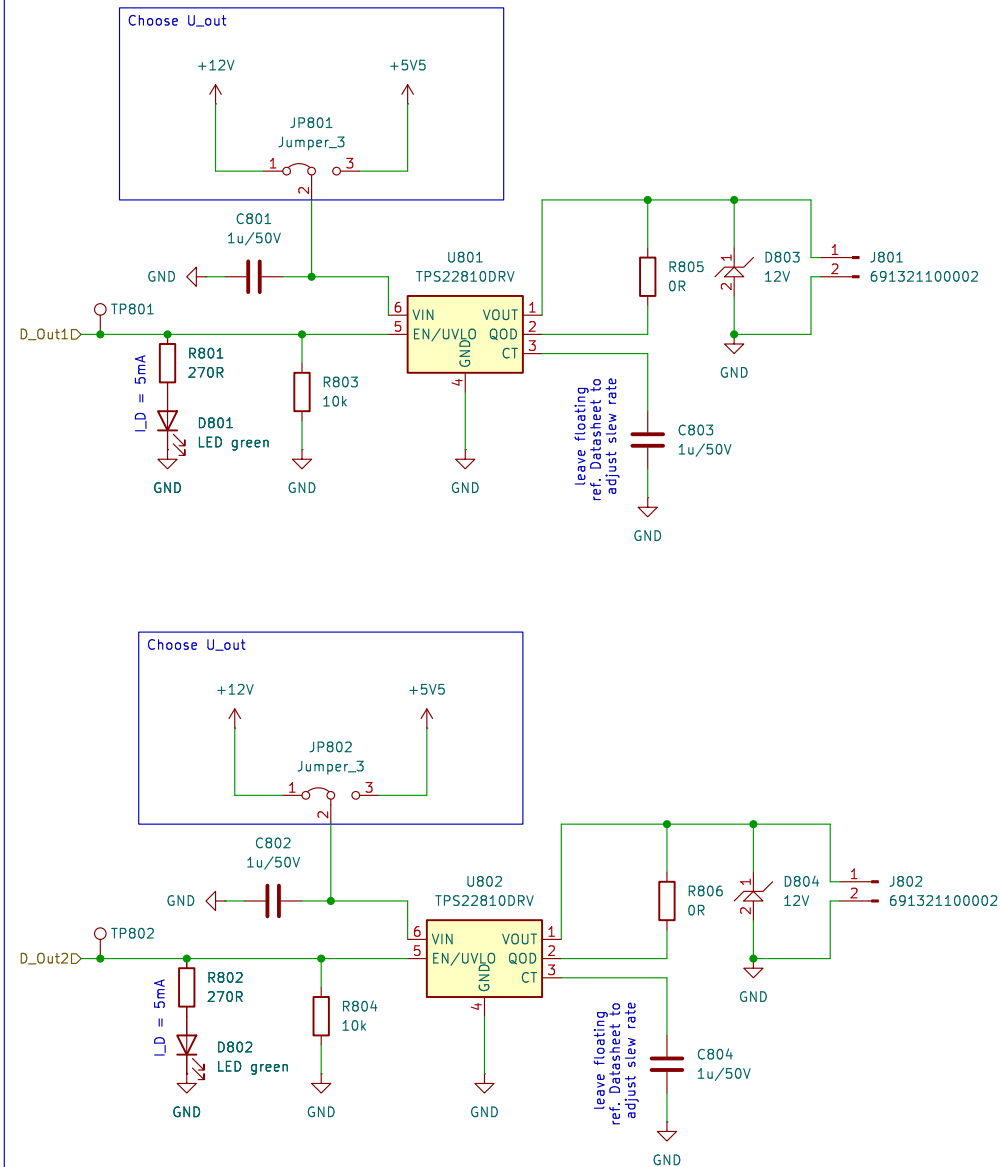 Choose U_out
+12V
+5V5
JP801
Jumper_3
1
3
2
C801
1u/50V
GND
U801
TPS22810DRV
6
VIN
VOUT
1
5
EN/UVLO
QOD
2
CT
3
GND
4
GND
R805
0R
1
2
D803
12V
GND
1
2
J801
691321100002
D_Out1
TP801
I_D = 5mA
R801
270R
D801
LED green
GND
R803
10k
GND
leave floating
ref. Datasheet to
adjust slew rate
C803
1u/50V
GND
Choose U_out
+12V
+5V5
JP802
Jumper_3
1
3
2
C802
1u/50V
GND
U802
TPS22810DRV
6
VIN
VOUT
1
5
EN/UVLO
QOD
2
CT
3
GND
4
GND
R806
0R
1
2
D804
12V
GND
1
2
J802
691321100002
D_Out2
TP802
I_D = 5mA
R802
270R
D802
LED green
GND
R804
10k
GND
leave floating
ref. Datasheet to
adjust slew rate
C804
1u/50V
GND